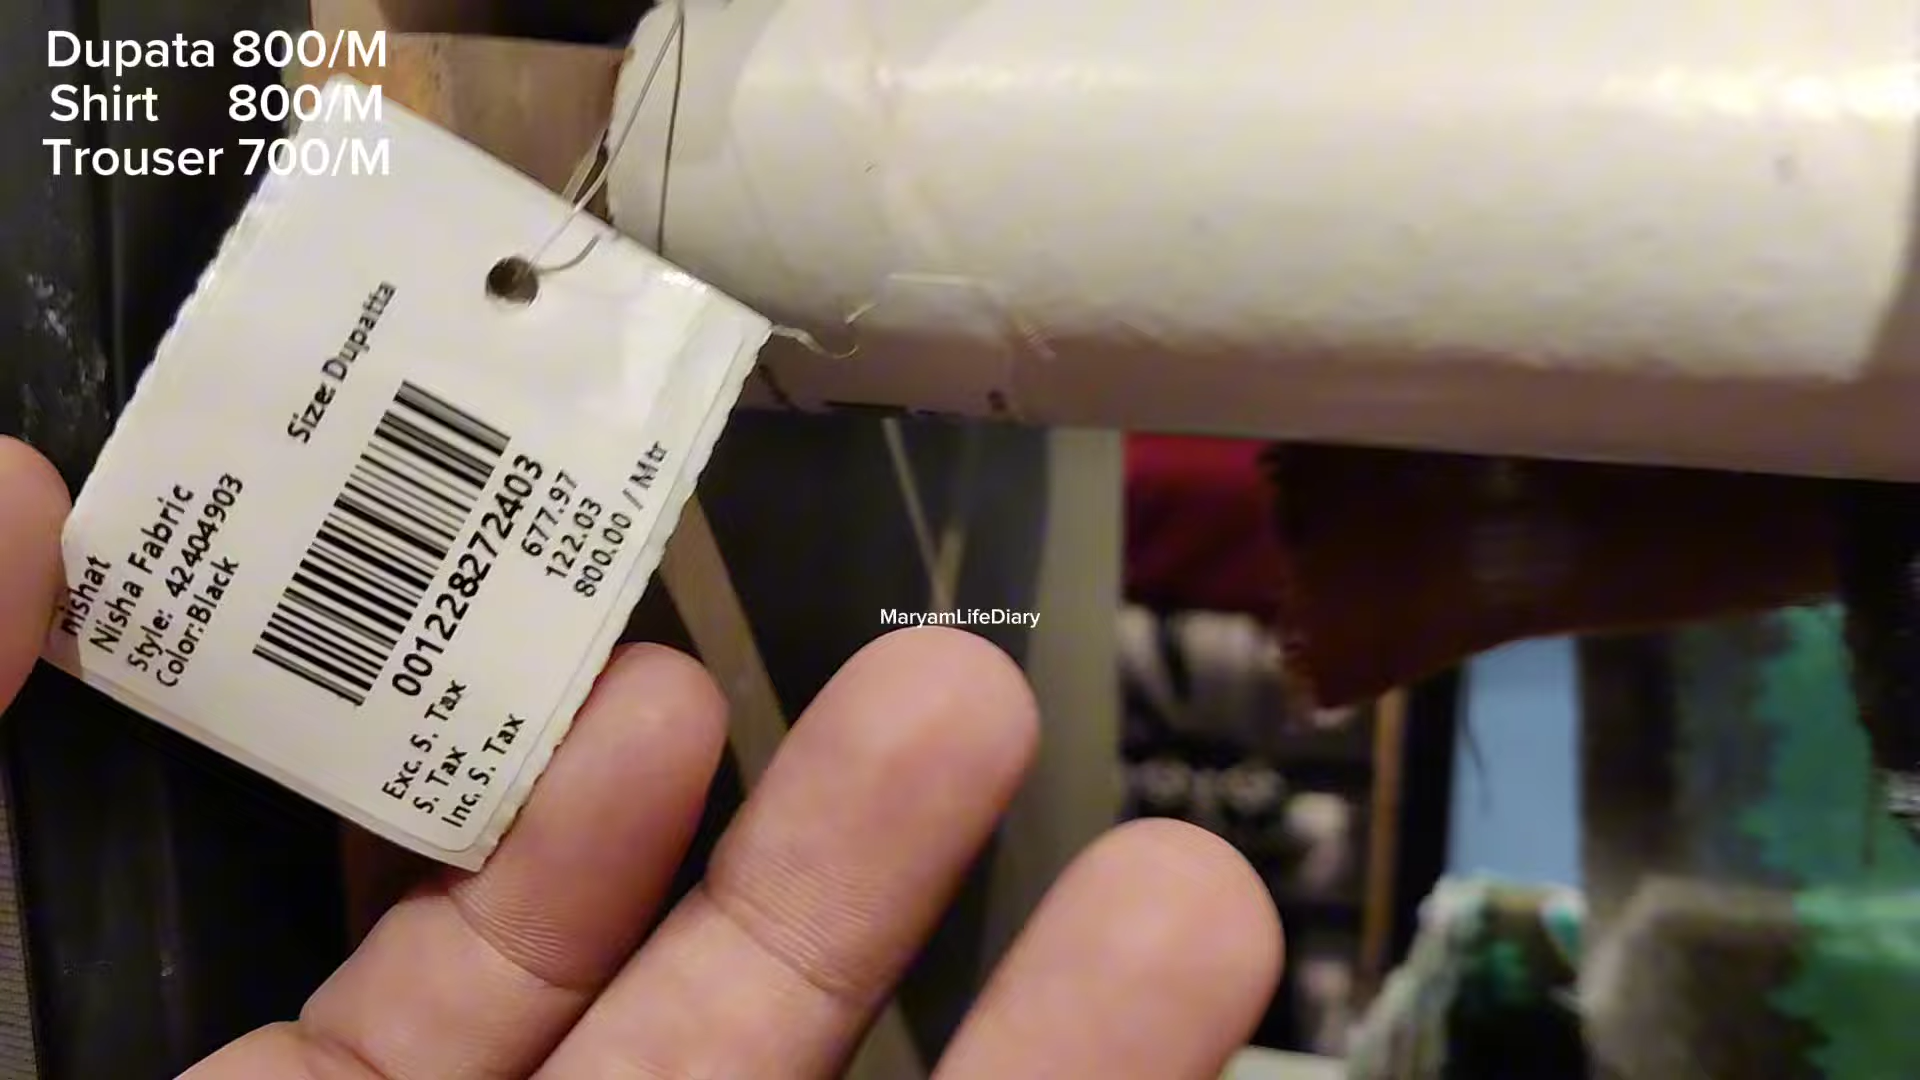 Dupata 800/M
Shirt 800/M
Trouser 700/M
nishat
Nisha Fabric
Style: 42404903
Color:Black
Size: Dupatta
001228272403
Exc. S. Tax 677.97
S. Tax 122.03
Inc. S. Tax 800.00 / Mtr
MaryamLifeDiary